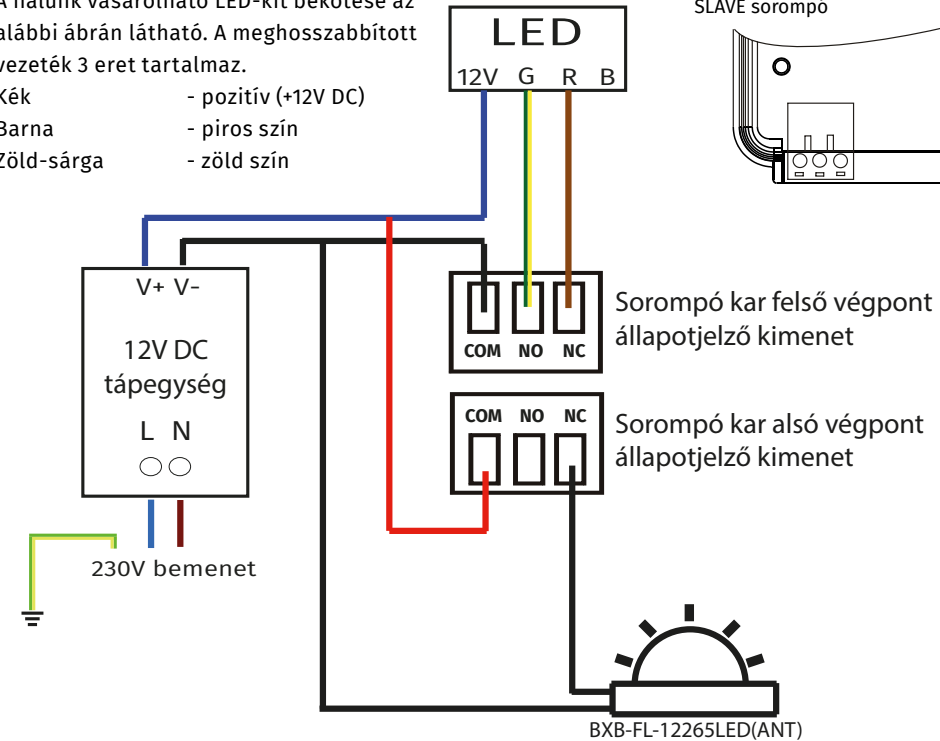 A nálunk vásárolható LED-kit bekötése az
alábbi ábrán látható. A meghosszabbított
vezeték 3 eret tartalmaz.
Kék - pozitív (+12V DC)
Barna - piros szín
Zöld-sárga - zöld szín
LED
12V G R B
SLAVE sorompó
V+ V-
12V DC
tápegység
L N
230V bemenet
COM NO NC
Sorompó kar felső végpont
állapotjelző kimenet
COM NO NC
Sorompó kar alsó végpont
állapotjelző kimenet
BXB-FL-12265LED(ANT)